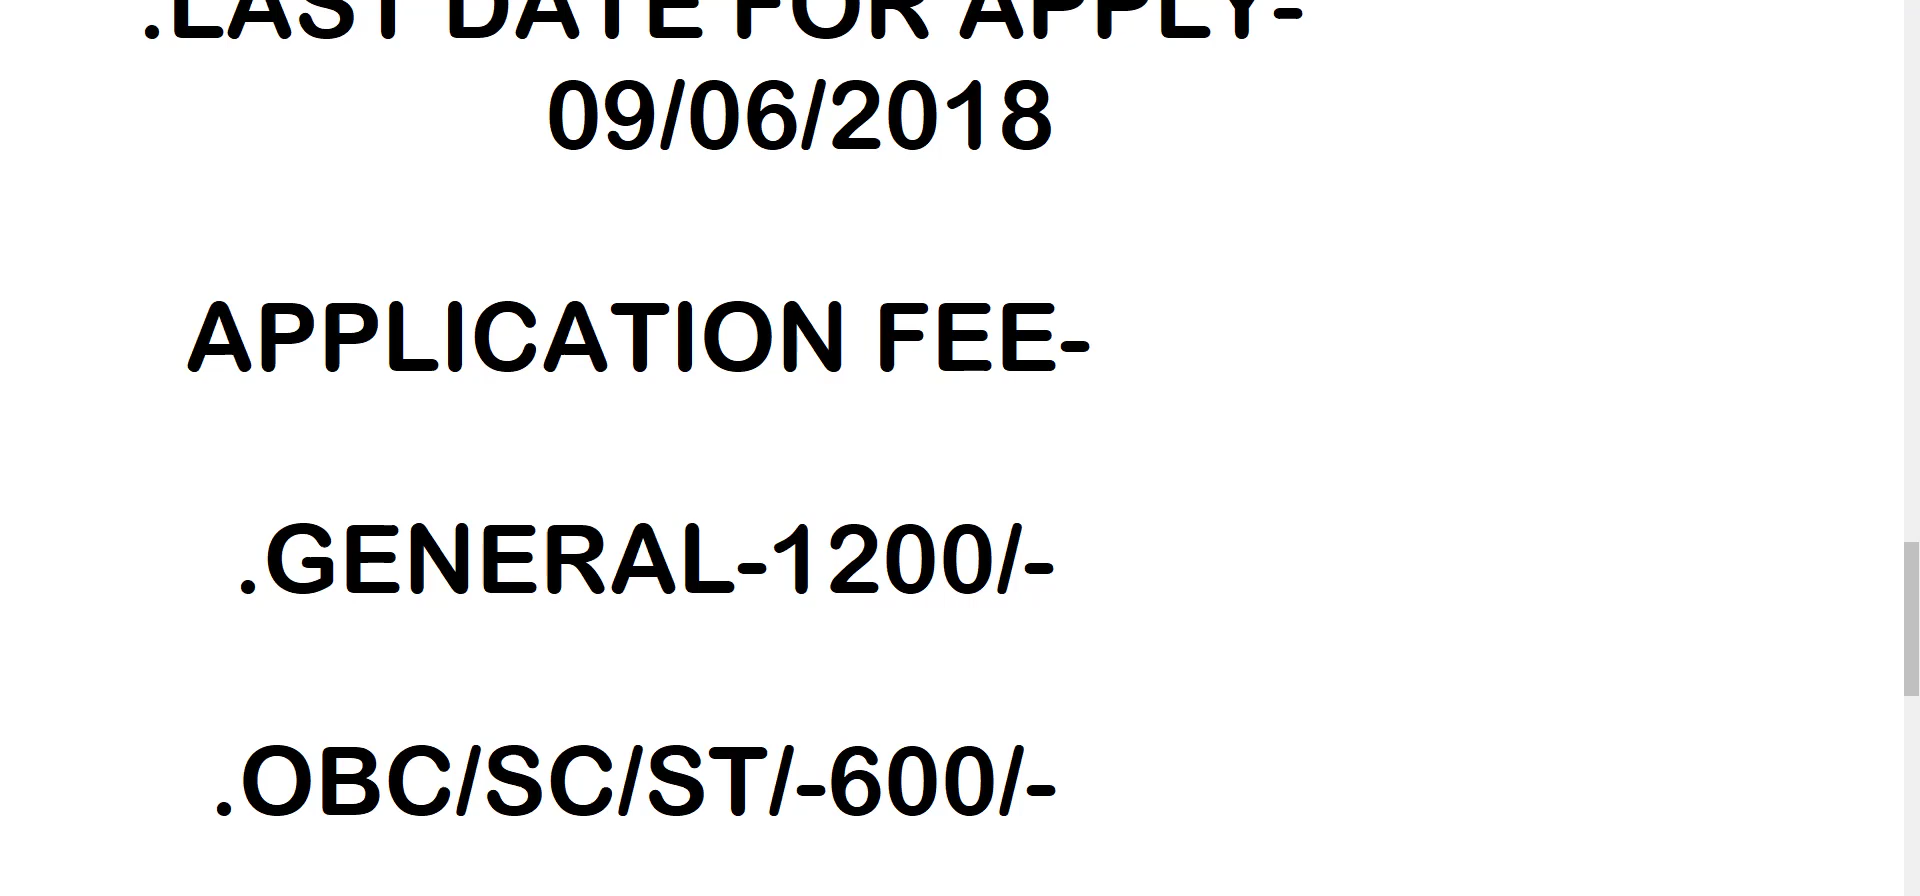 .LAST DATE FOR APPLY-
09/06/2018
APPLICATION FEE-
.GENERAL-1200/-
.OBC/SC/ST/-600/-